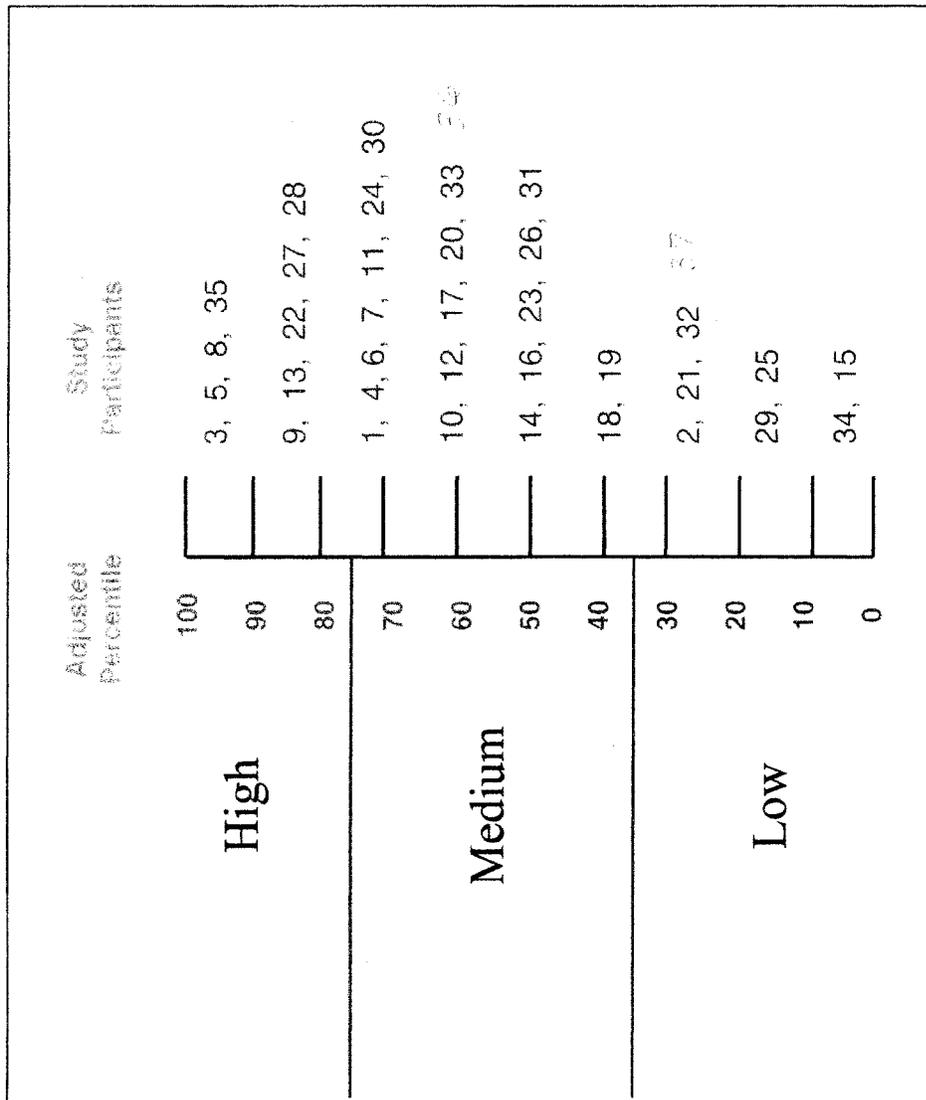 Adjusted Percentile
Study Participants
High
Medium
Low
100
90
80
70
60
50
40
30
20
10
0
3, 5, 8, 35
9, 13, 22, 27, 28
1, 4, 6, 7, 11, 24, 30
10, 12, 17, 20, 33
14, 16, 23, 26, 31
18, 19
2, 21, 32 37
29, 25
34, 15